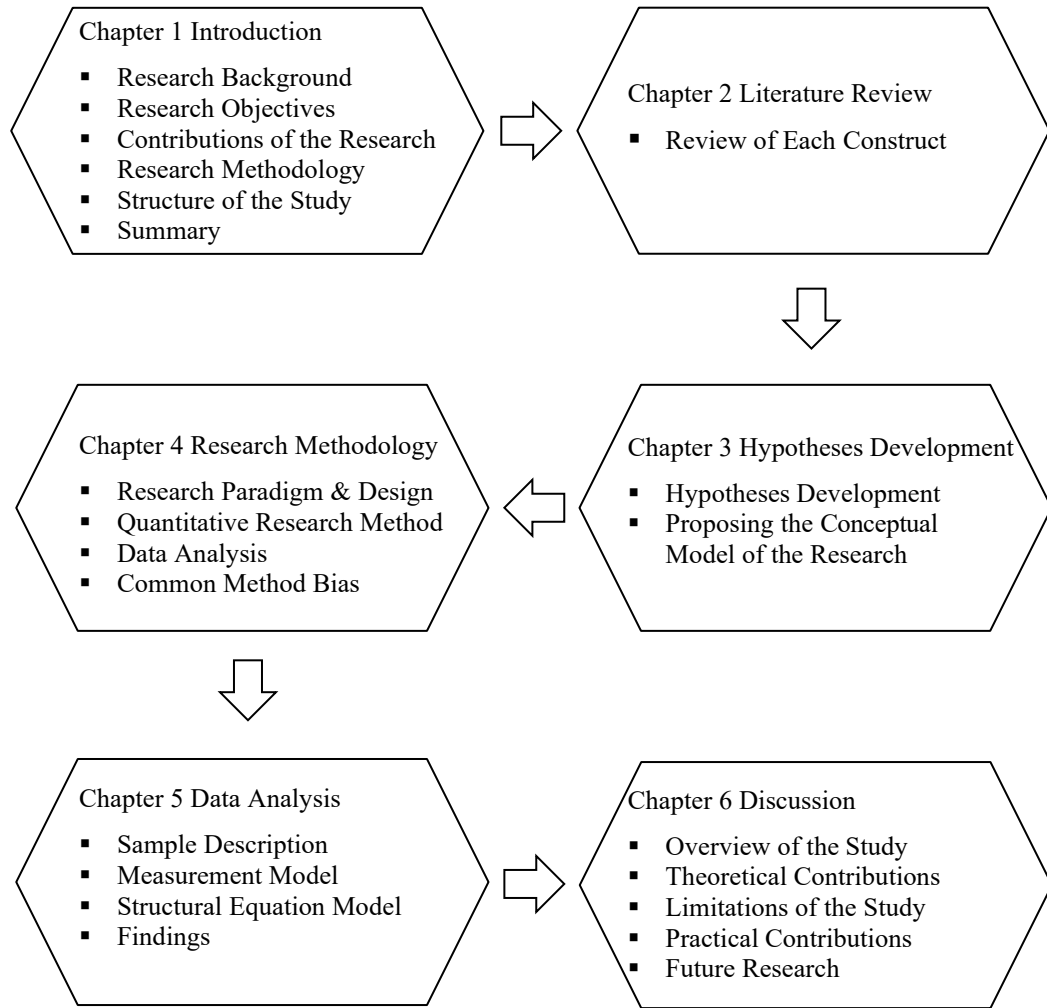 Chapter 1 Introduction
▪ Research Background
▪ Research Objectives
▪ Contributions of the Research
▪ Research Methodology
▪ Structure of the Study
▪ Summary
Chapter 2 Literature Review
▪ Review of Each Construct
Chapter 3 Hypotheses Development
▪ Hypotheses Development
▪ Proposing the Conceptual
Model of the Research
Chapter 4 Research Methodology
▪ Research Paradigm & Design
▪ Quantitative Research Method
▪ Data Analysis
▪ Common Method Bias
Chapter 5 Data Analysis
▪ Sample Description
▪ Measurement Model
▪ Structural Equation Model
▪ Findings
Chapter 6 Discussion
▪ Overview of the Study
▪ Theoretical Contributions
▪ Limitations of the Study
▪ Practical Contributions
▪ Future Research